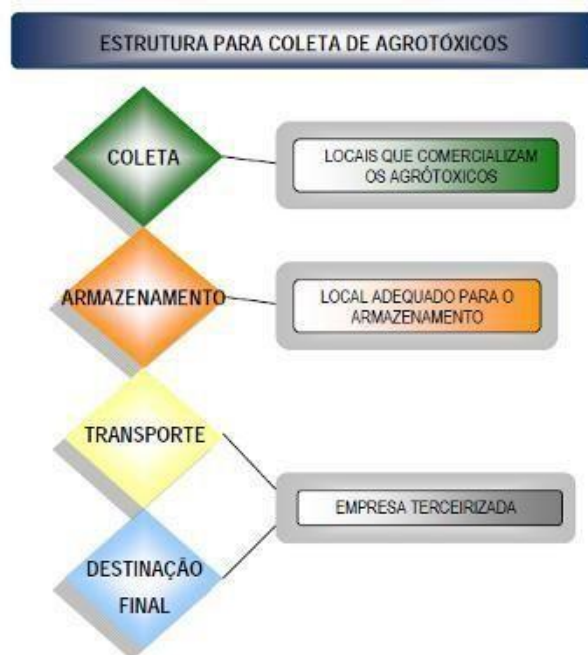 ESTRUTURA PARA COLETA DE AGROTÓXICOS
COLETA
LOCAIS QUE COMERCIALIZAM
OS AGRÓTOXICOS
ARMAZENAMENTO
LOCAL ADEQUADO PARA O
ARMAZENAMENTO
TRANSPORTE
EMPRESA TERCEIRIZADA
DESTINAÇÃO
FINAL